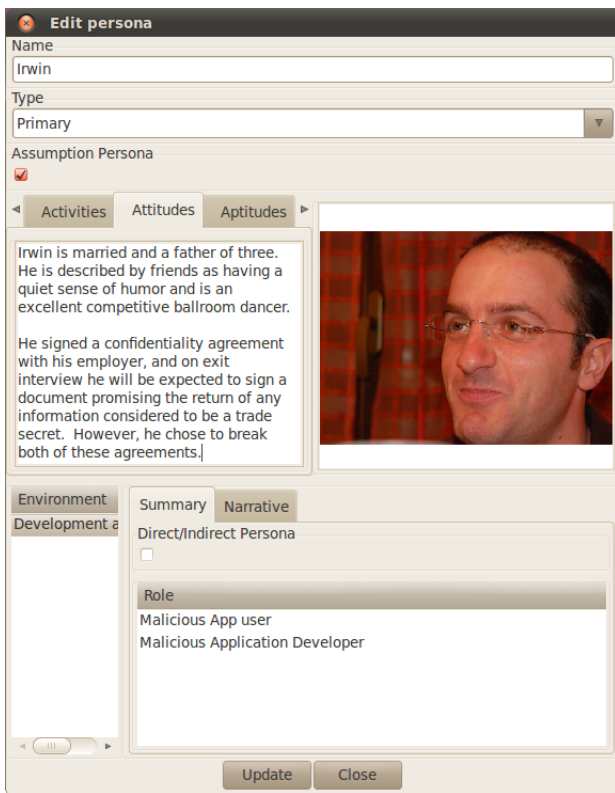 Edit persona
Name
Irwin
Type
Primary
Assumption Persona
Activities
Attitudes
Aptitudes
Irwin is married and a father of three.
He is described by friends as having a
quiet sense of humor and is an
excellent competitive ballroom dancer.
He signed a confidentiality agreement
with his employer, and on exit
interview he will be expected to sign a
document promising the return of any
information considered to be a trade
secret.  However, he chose to break
both of these agreements.
Environment
Development a
Summary
Narrative
Direct/Indirect Persona
Role
Malicious App user
Malicious Application Developer
Update
Close